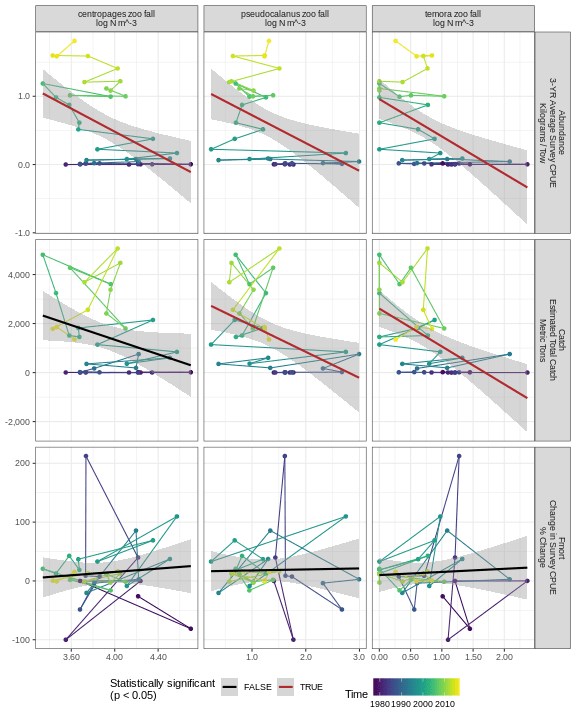 centropages zoo fall
log N m^-3
pseudocalanus zoo fall
log N m^-3
temora zoo fall
log N m^-3
1.0
0.0
-1.0
Abundance
3-YR Average Survey CPUE
Kilograms / Tow
4,000
2,000
0
-2,000
Catch
Estimated Total Catch
Metric Tons
200
100
0
-100
Fmort
Change in Survey CPUE
% Change
3.60 4.00 4.40
1.0 2.0 3.0
0.00 0.50 1.00 1.50 2.00
Statistically significant
(p < 0.05)
FALSE
TRUE
Time
1980 1990 2000 2010